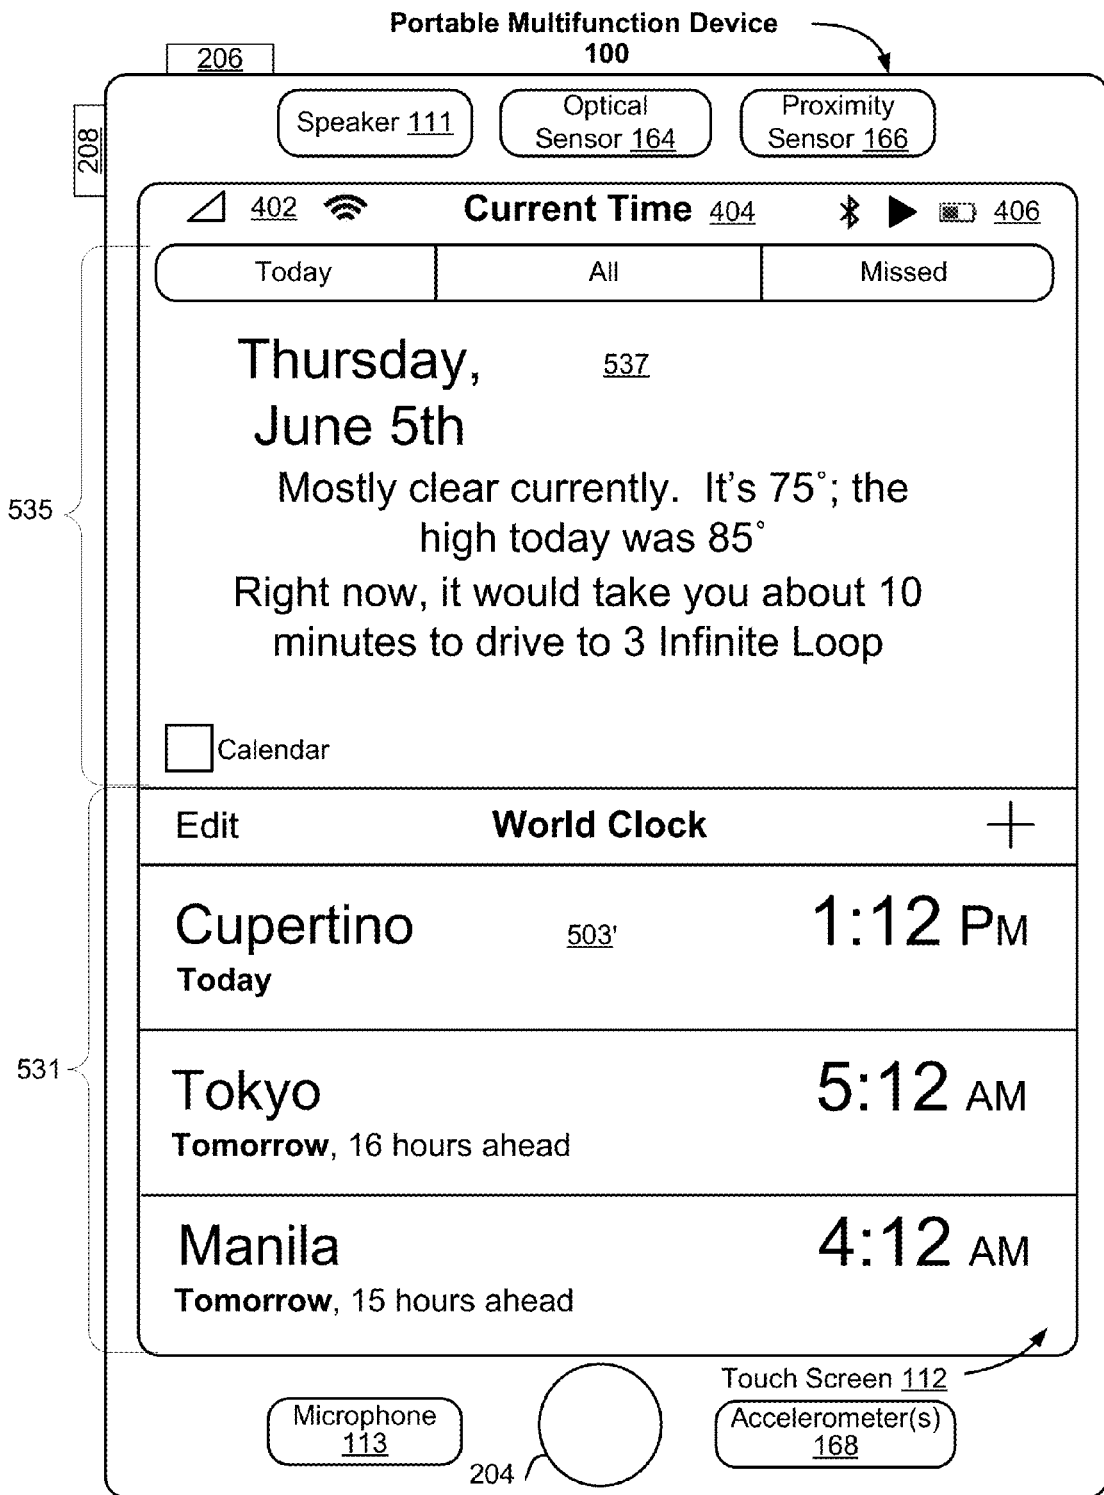 Portable Multifunction Device
100
206
208
Speaker 111
Optical
Sensor 164
Proximity
Sensor 166
402 Current Time 404 406
Today All Missed
535
Thursday, 537
June 5th
Mostly clear currently. It's 75°; the
high today was 85°
Right now, it would take you about 10
minutes to drive to 3 Infinite Loop
Calendar
531
Edit World Clock +
Cupertino 503' 1:12 PM
Today
Tokyo 5:12 AM
Tomorrow, 16 hours ahead
Manila 4:12 AM
Tomorrow, 15 hours ahead
Touch Screen 112
Microphone
113
204
Accelerometer(s)
168